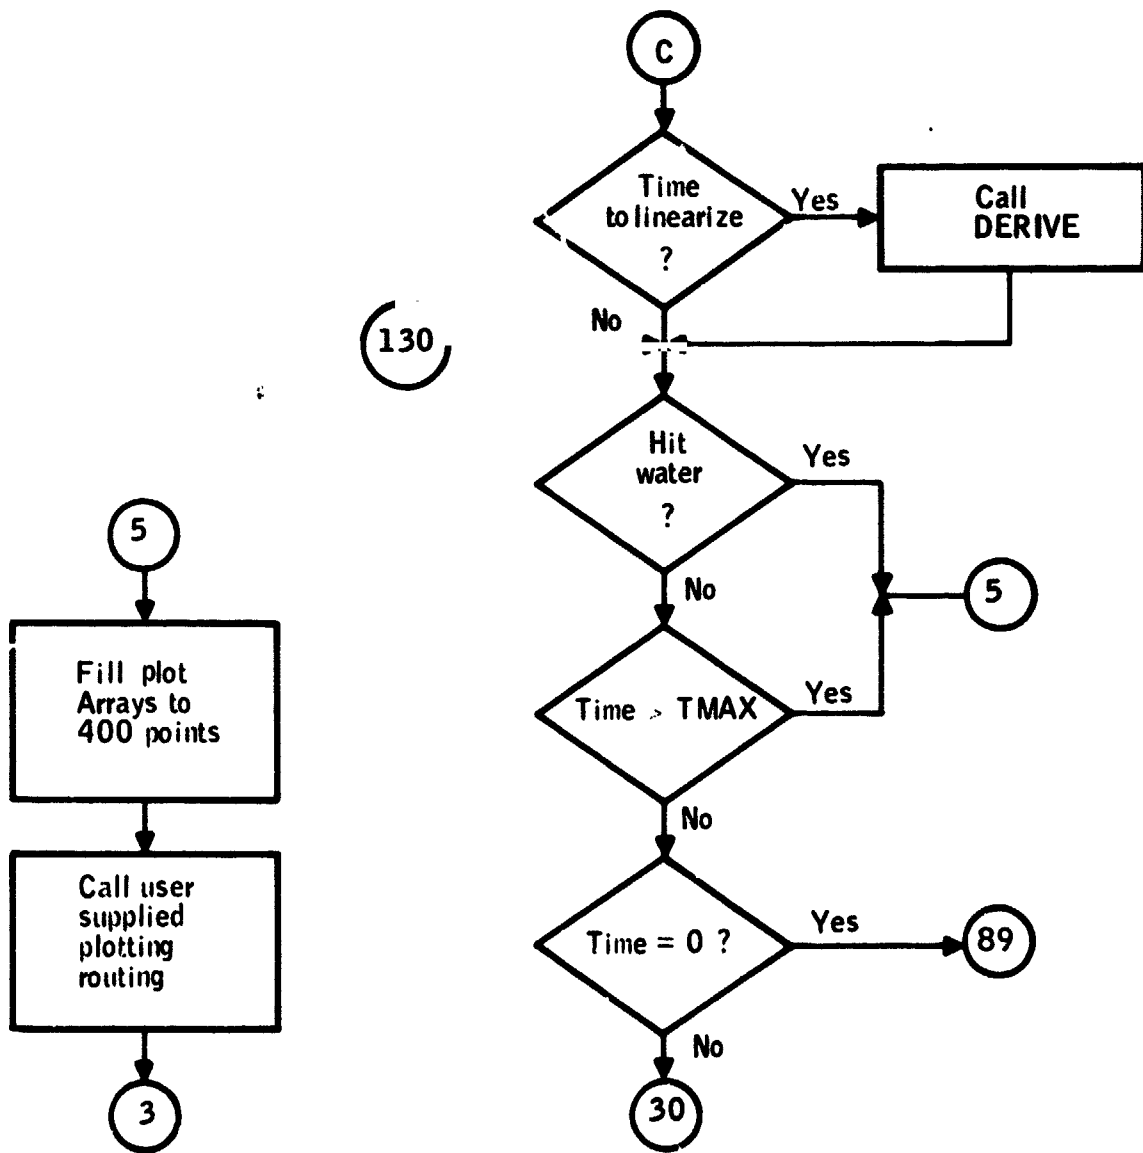 C
Time
to linearize
?
Yes
Call
DERIVE
No
130
Hit
water
?
Yes
No
5
5
Fill plot
Arrays to
400 points
Time > TMAX
Yes
No
Call user
supplied
plotting
routing
Time = 0 ?
Yes
89
No
3
30